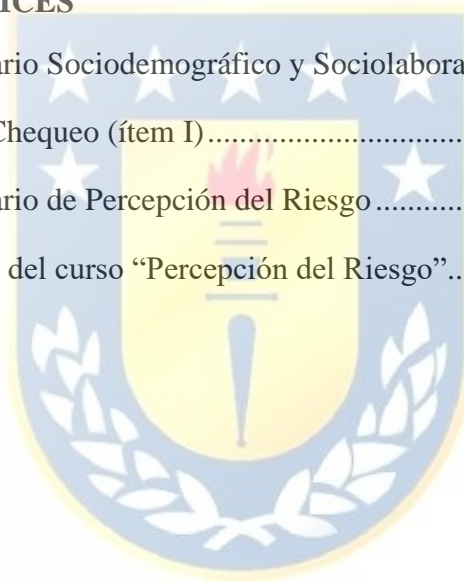 ICES
ario Sociodemográfico y Sociolabora
Chequeo (ítem I)..............................
ario de Percepción del Riesgo ...........
del curso “Percepción del Riesgo”..